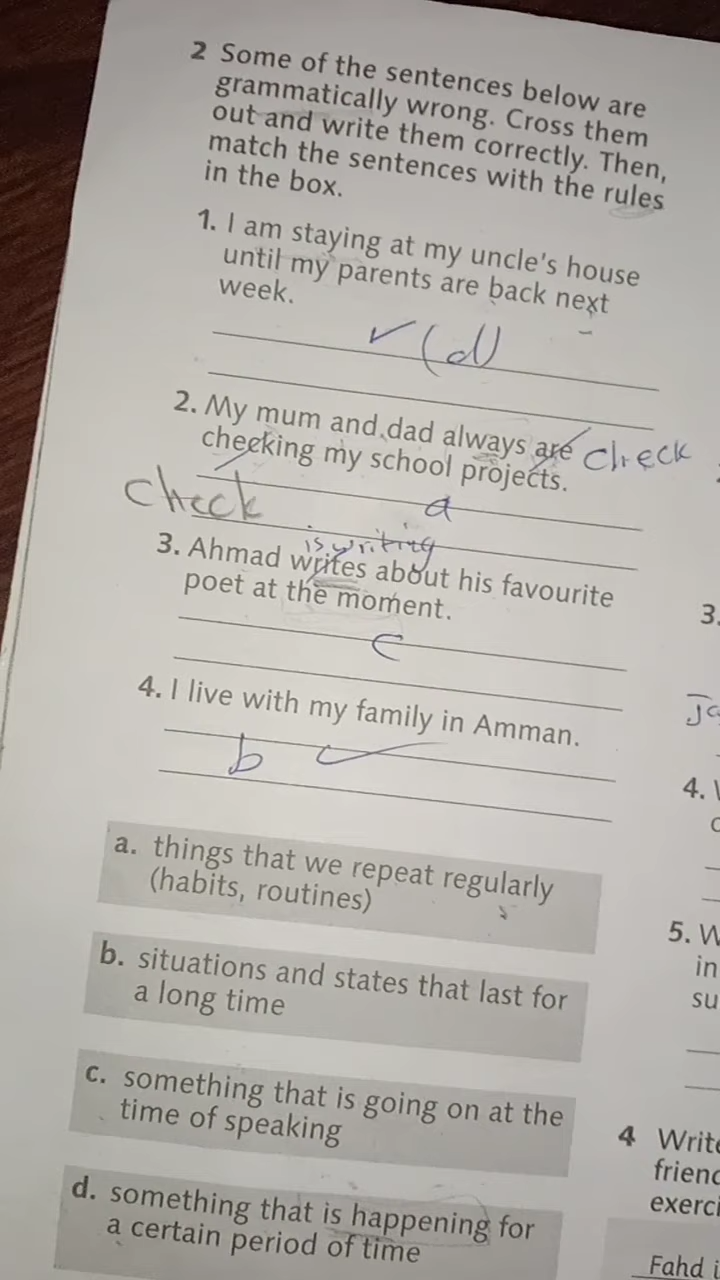 2 Some of the sentences below are
grammatically wrong. Cross them
out and write them correctly. Then,
match the sentences with the rules
in the box.
1. I am staying at my uncle's house
until my parents are back next
week.
✓ (d)
2. My mum and dad always are check
checking my school projects.
check a
is writing
3. Ahmad writes about his favourite
poet at the moment.
c
4. I live with my family in Amman.
b ✓
a. things that we repeat regularly
(habits, routines)
b. situations and states that last for
a long time
c. something that is going on at the
time of speaking
d. something that is happening for
a certain period of time
3.
4.
5. W
in
su
4 Write
friend
exerci
Fahd i